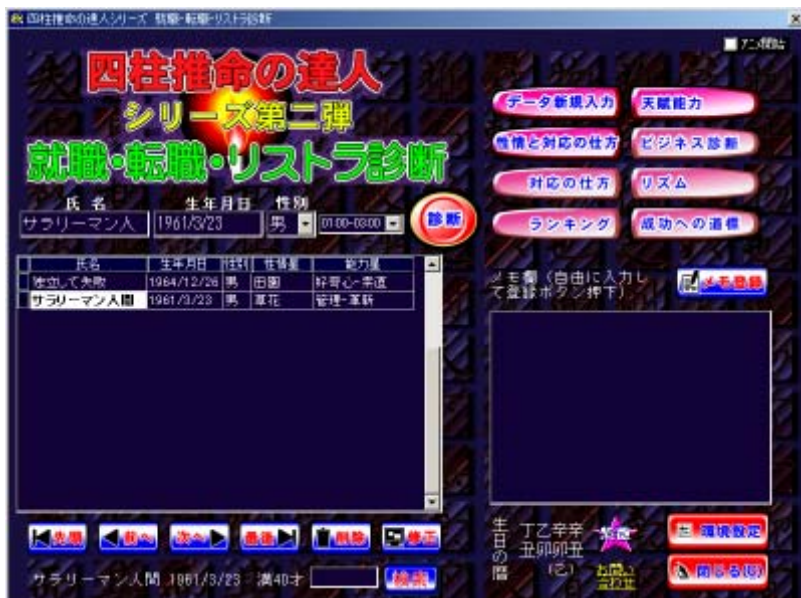 四柱推命の達人シリーズ 就職・転職・リストラ診断
アニメ開始
四柱推命の達人
シリーズ第二弾
就職・転職・リストラ診断
データ新規入力 天賦能力
性情と対応の仕方 ビジネス診断
対応の仕方 リズム
ランキング 成功への道標
氏名 生年月日 性別
サラリーマン人 1961/3/23 男 01:00-03:00 診断
氏名 生年月日 性別 性情星 能力星
独立して失敗 1964/12/26 男 田園 好奇心-素直
サラリーマン人間 1961/3/23 男 草花 管理-革新
メモ欄（自由に入力し
て登録ボタン押下）
メモ登録
先頭 前へ 次へ 最後 削除 修正
生日の暦
丁乙辛辛
丑卯卯丑
(乙)
お問い
合わせ
環境設定
閉じる(U)
サラリーマン人間 1961/3/23 満40才 検索